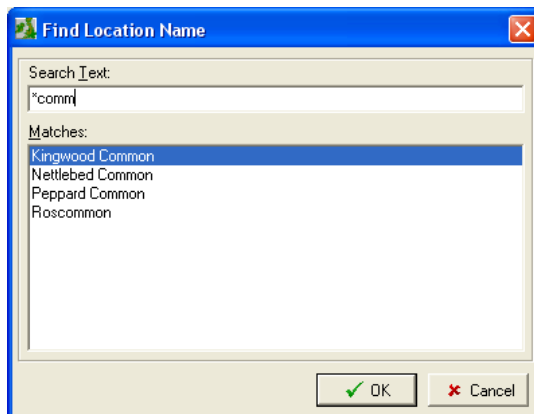 Find Location Name
Search Text:
*comm
Matches:
Kingwood Common
Nettlebed Common
Peppard Common
Roscommon
OK Cancel